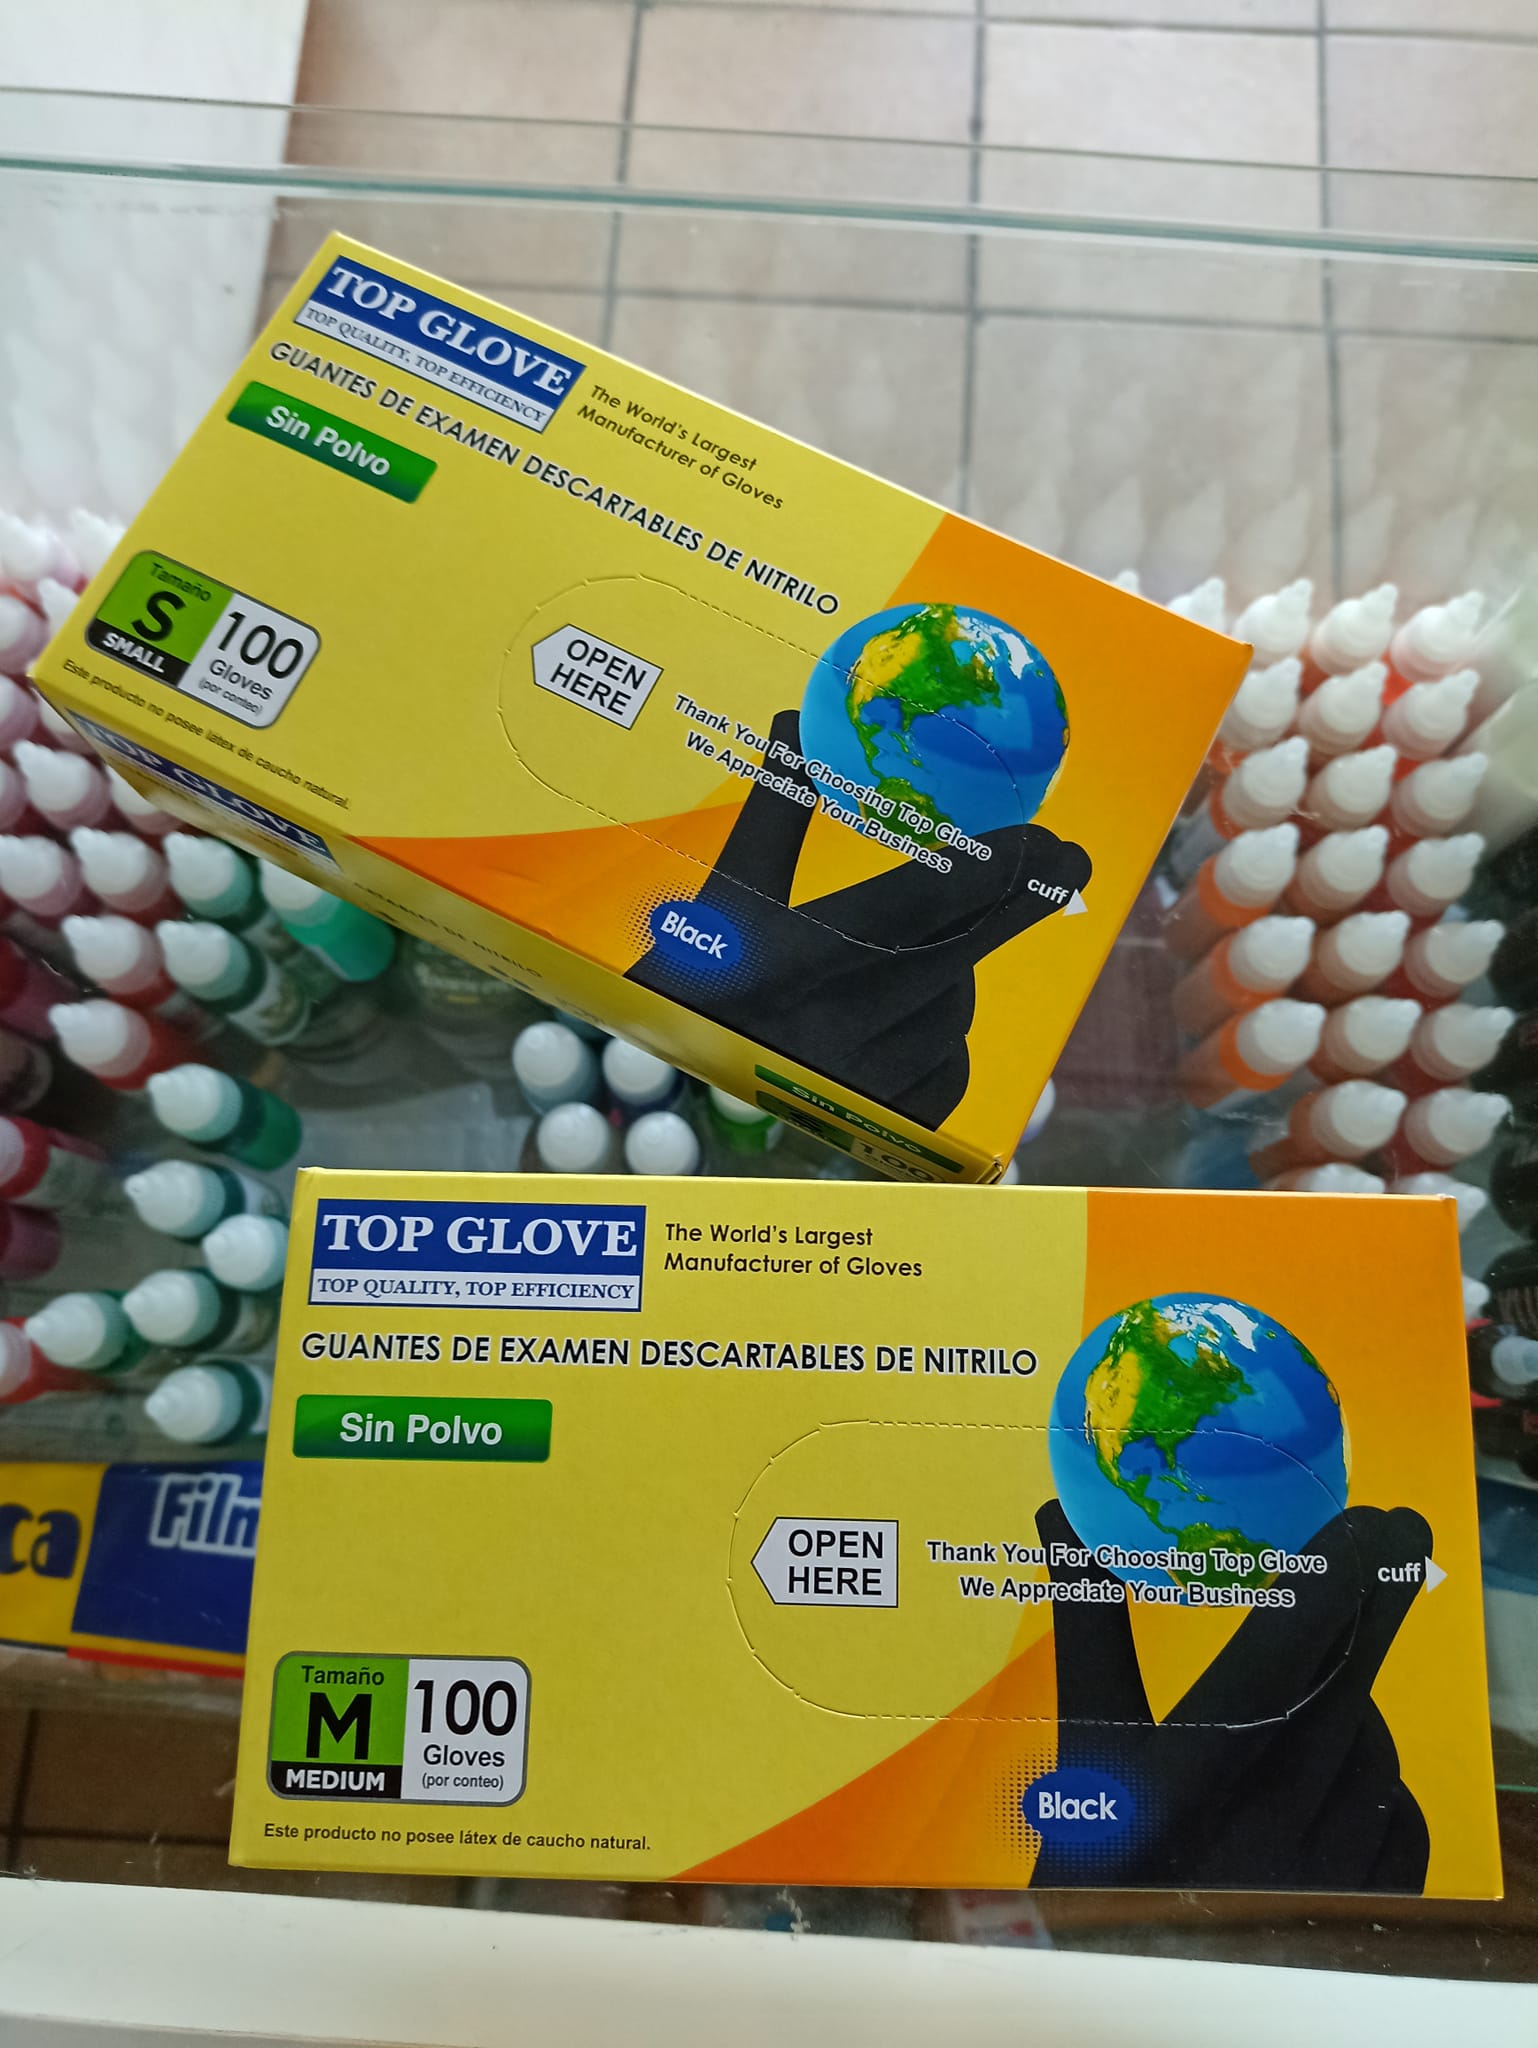 TOP GLOVE
TOP QUALITY, TOP EFFICIENCY
The World's Largest
Manufacturer of Gloves
GUANTES DE EXAMEN DESCARTABLES DE NITRILO
Sin Polvo
Tamaño
S
SMALL
100
Gloves
(por conteo)
Este producto no posee látex de caucho natural.
OPEN
HERE
Thank You For Choosing Top Glove
We Appreciate Your Business
cuff
Black
TOP GLOVE
DE NITRILO
Sin Polvo
100
TOP GLOVE
TOP QUALITY, TOP EFFICIENCY
The World's Largest
Manufacturer of Gloves
GUANTES DE EXAMEN DESCARTABLES DE NITRILO
Sin Polvo
OPEN
HERE
Thank You For Choosing Top Glove
We Appreciate Your Business
cuff
Tamaño
M
MEDIUM
100
Gloves
(por conteo)
Black
Este producto no posee látex de caucho natural.
ca
Film